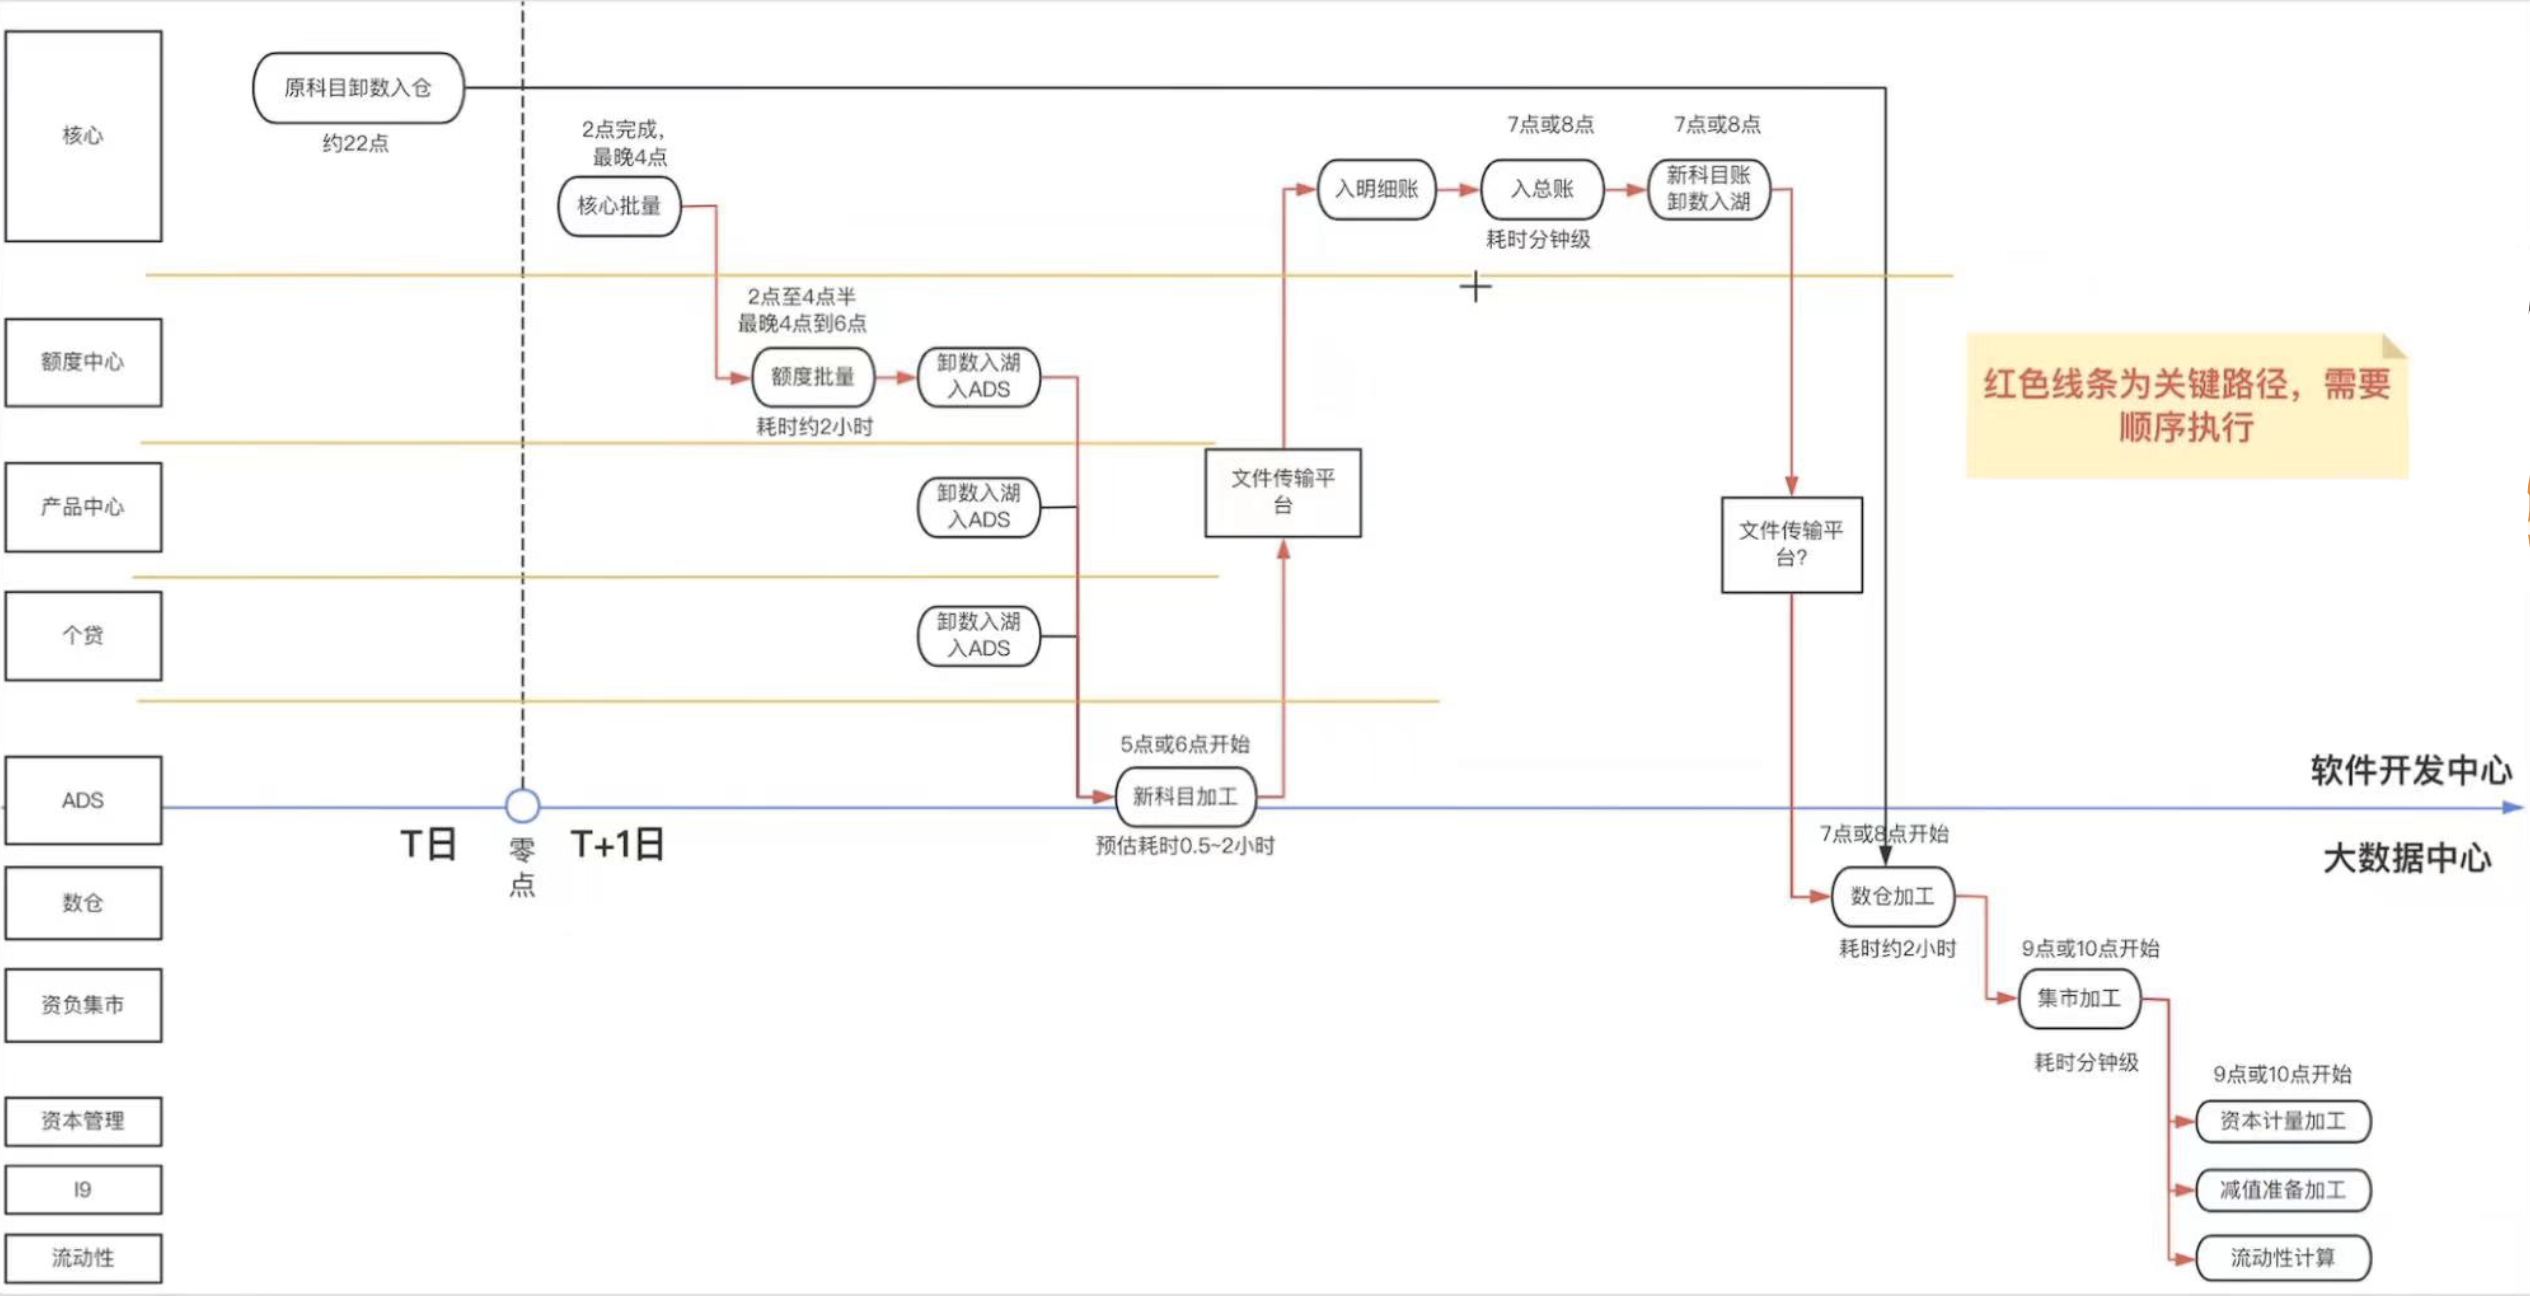 核心
原科目卸数入仓
约22点
2点完成，
最晚4点
核心批量
7点或8点
7点或8点
入明细账
入总账
新科目账
卸数入湖
耗时分钟级
额度中心
2点至4点半
最晚4点到6点
额度批量
耗时约2小时
卸数入湖
入ADS
红色线条为关键路径，需要
顺序执行
产品中心
卸数入湖
入ADS
文件传输平
台
文件传输平
台?
个贷
卸数入湖
入ADS
ADS
5点或6点开始
新科目加工
预估耗时0.5~2小时
软件开发中心
大数据中心
T日
零
点
T+1日
数仓
7点或8点开始
数仓加工
耗时约2小时
资负集市
9点或10点开始
集市加工
耗时分钟级
资本管理
9点或10点开始
资本计量加工
I9
减值准备加工
流动性
流动性计算